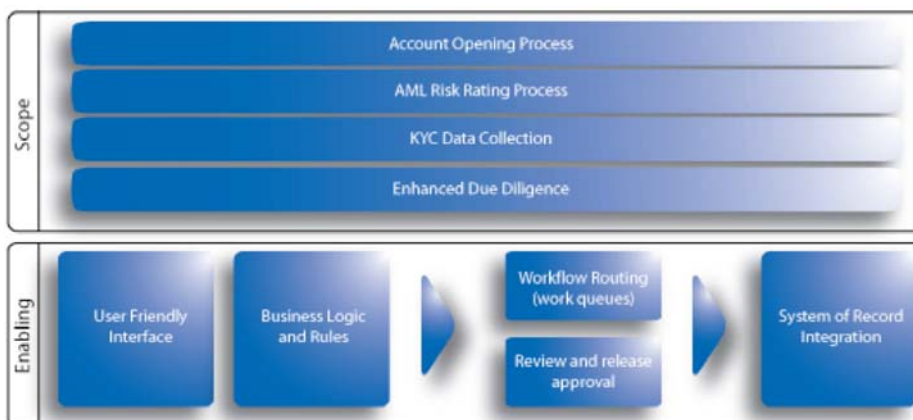 Scope
Account Opening Process
AML Risk Rating Process
KYC Data Collection
Enhanced Due Diligence
Enabling
User Friendly
Interface
Business Logic
and Rules
Workflow Routing
(work queues)
Review and release
approval
System of Record
Integration